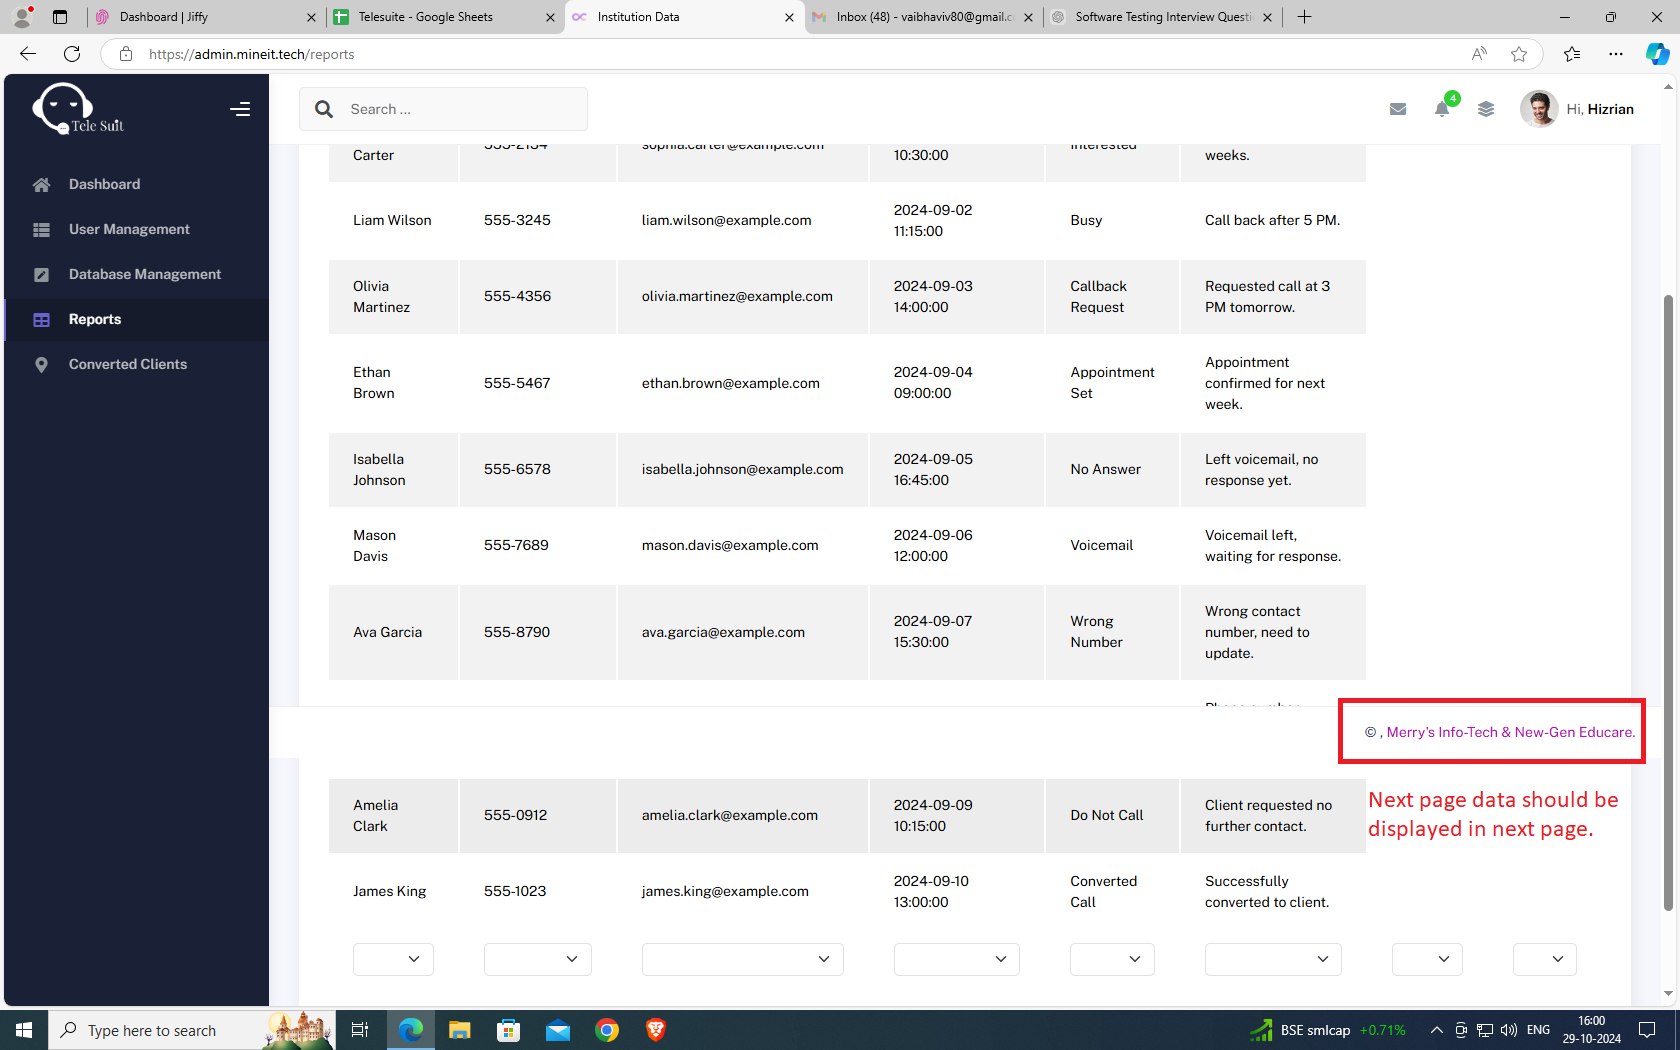 Dashboard | Jiffy
Telesuite - Google Sheets
Institution Data
Inbox (48) - vaibhaviv80@gmail.c
Software Testing Interview Questi
https://admin.mineit.tech/reports
Tele Suit
Search ...
4
Hi, Hizrian
Dashboard
User Management
Database Management
Reports
Converted Clients
Carter 555-2134 sophia.carter@example.com 10:30:00 Interested weeks.
Liam Wilson 555-3245 liam.wilson@example.com 2024-09-02 11:15:00 Busy Call back after 5 PM.
Olivia Martinez 555-4356 olivia.martinez@example.com 2024-09-03 14:00:00 Callback Request Requested call at 3 PM tomorrow.
Ethan Brown 555-5467 ethan.brown@example.com 2024-09-04 09:00:00 Appointment Set Appointment confirmed for next week.
Isabella Johnson 555-6578 isabella.johnson@example.com 2024-09-05 16:45:00 No Answer Left voicemail, no response yet.
Mason Davis 555-7689 mason.davis@example.com 2024-09-06 12:00:00 Voicemail Voicemail left, waiting for response.
Ava Garcia 555-8790 ava.garcia@example.com 2024-09-07 15:30:00 Wrong Number Wrong contact number, need to update.
© , Merry's Info-Tech & New-Gen Educare.
Amelia Clark 555-0912 amelia.clark@example.com 2024-09-09 10:15:00 Do Not Call Client requested no further contact.
Next page data should be
displayed in next page.
James King 555-1023 james.king@example.com 2024-09-10 13:00:00 Converted Call Successfully converted to client.
Type here to search
BSE smlcap +0.71%
ENG
16:00
29-10-2024